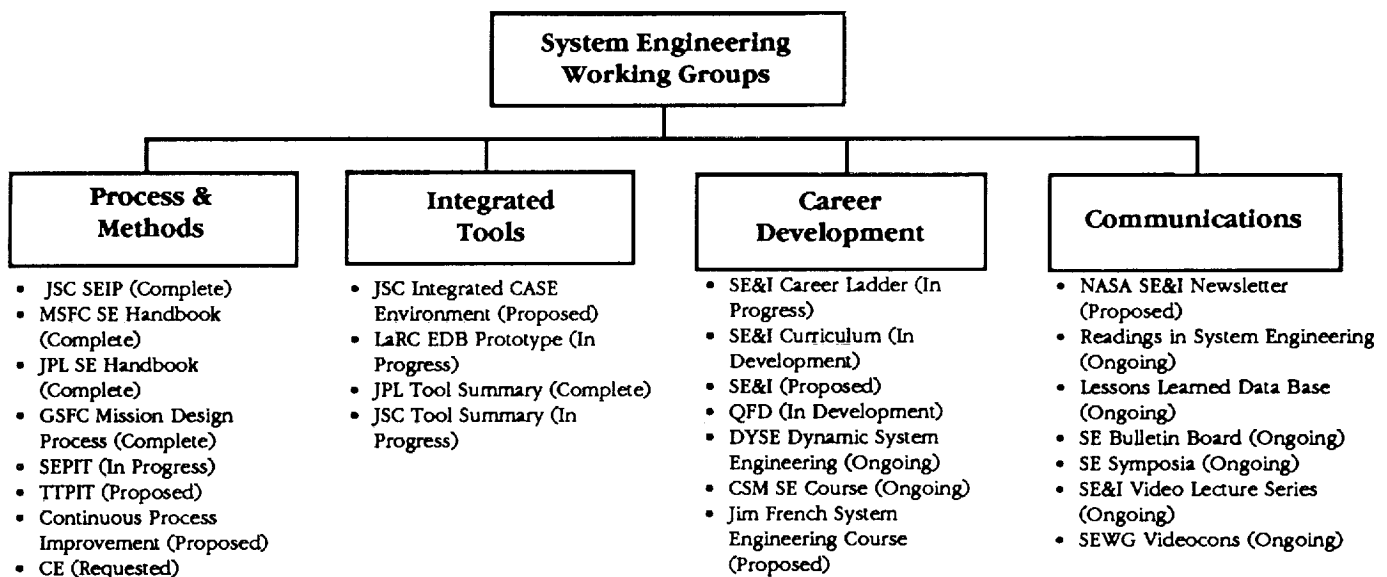 System Engineering
Working Groups
Process &
Methods
• JSC SEIP (Complete)
• MSFC SE Handbook
(Complete)
• JPL SE Handbook
(Complete)
• GSFC Mission Design
Process (Complete)
• SEPIT (In Progress)
• TTPIT (Proposed)
• Continuous Process
Improvement (Proposed)
• CE (Requested)
Integrated
Tools
• JSC Integrated CASE
Environment (Proposed)
• LaRC EDB Prototype (In
Progress)
• JPL Tool Summary (Complete)
• JSC Tool Summary (In
Progress)
Career
Development
• SE&I Career Ladder (In
Progress)
• SE&I Curriculum (In
Development)
• SE&I (Proposed)
• QFD (In Development)
• DYSE Dynamic System
Engineering (Ongoing)
• CSM SE Course (Ongoing)
• Jim French System
Engineering Course
(Proposed)
Communications
• NASA SE&I Newsletter
(Proposed)
• Readings in System Engineering
(Ongoing)
• Lessons Learned Data Base
(Ongoing)
• SE Bulletin Board (Ongoing)
• SE Symposia (Ongoing)
• SE&I Video Lecture Series
(Ongoing)
• SEWG Videocons (Ongoing)